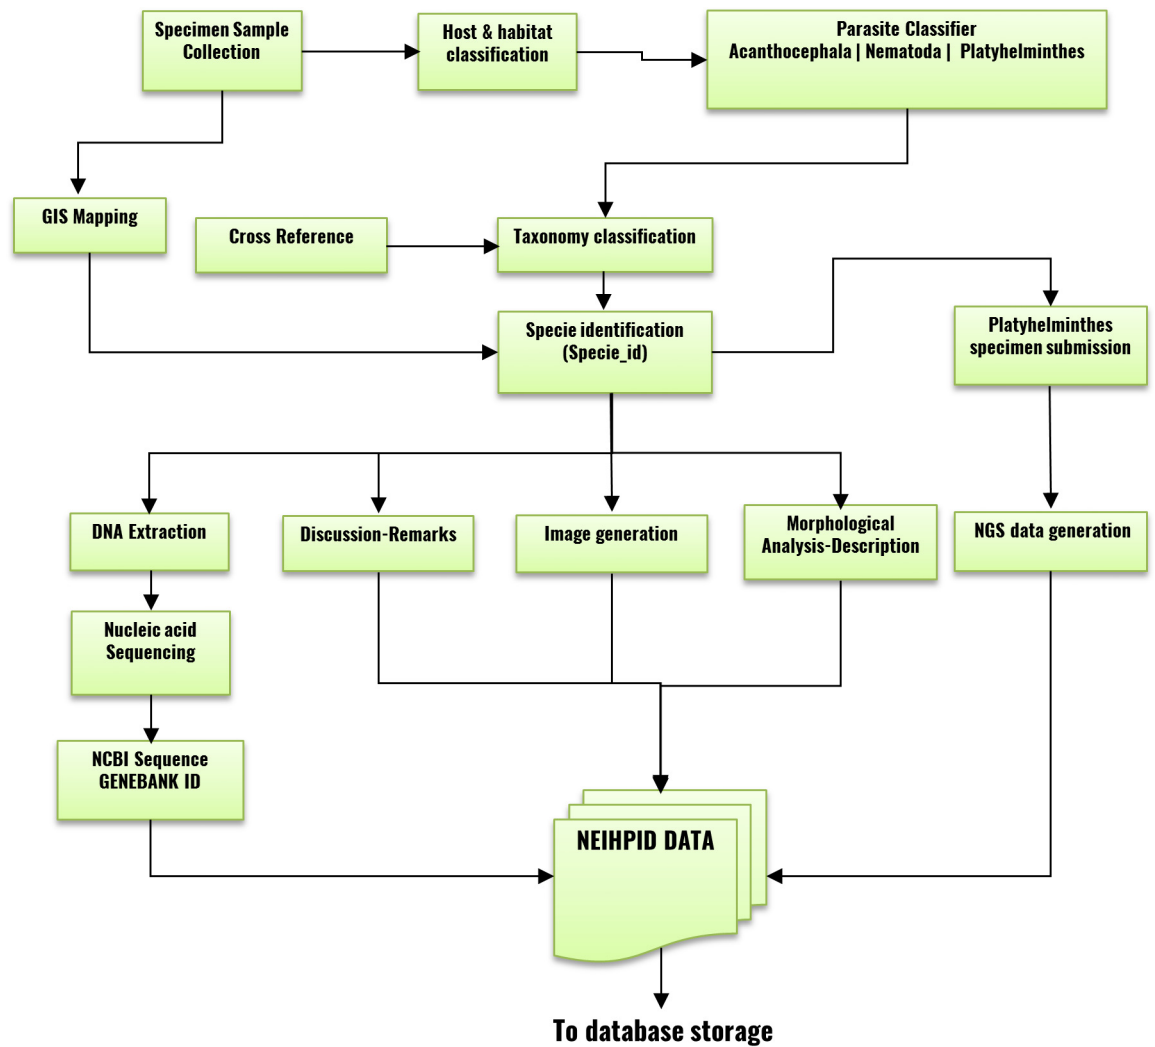 Specimen Sample
Collection
Host & habitat
classification
Parasite Classifier
Acanthocephala | Nematoda | Platyhelminthes
GIS Mapping
Cross Reference
Taxonomy classification
Specie identification
(Specie_id)
Platyhelminthes
specimen submission
DNA Extraction
Discussion-Remarks
Image generation
Morphological
Analysis-Description
NGS data generation
Nucleic acid
Sequencing
NCBI Sequence
GENEBANK ID
NEIHPID DATA
To database storage